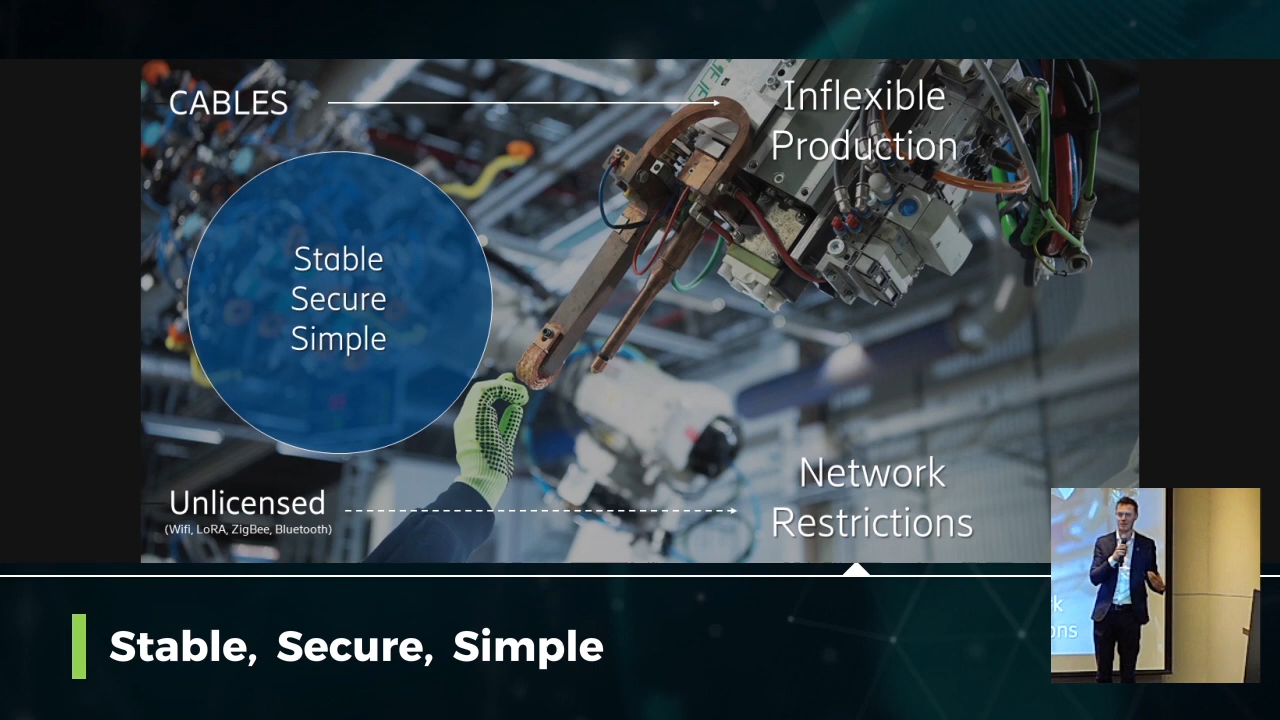 CABLES
Inflexible
Production
Stable
Secure
Simple
Unlicensed
(Wifi, LoRA, ZigBee, Bluetooth)
Network
Restrictions
Stable, Secure, Simple